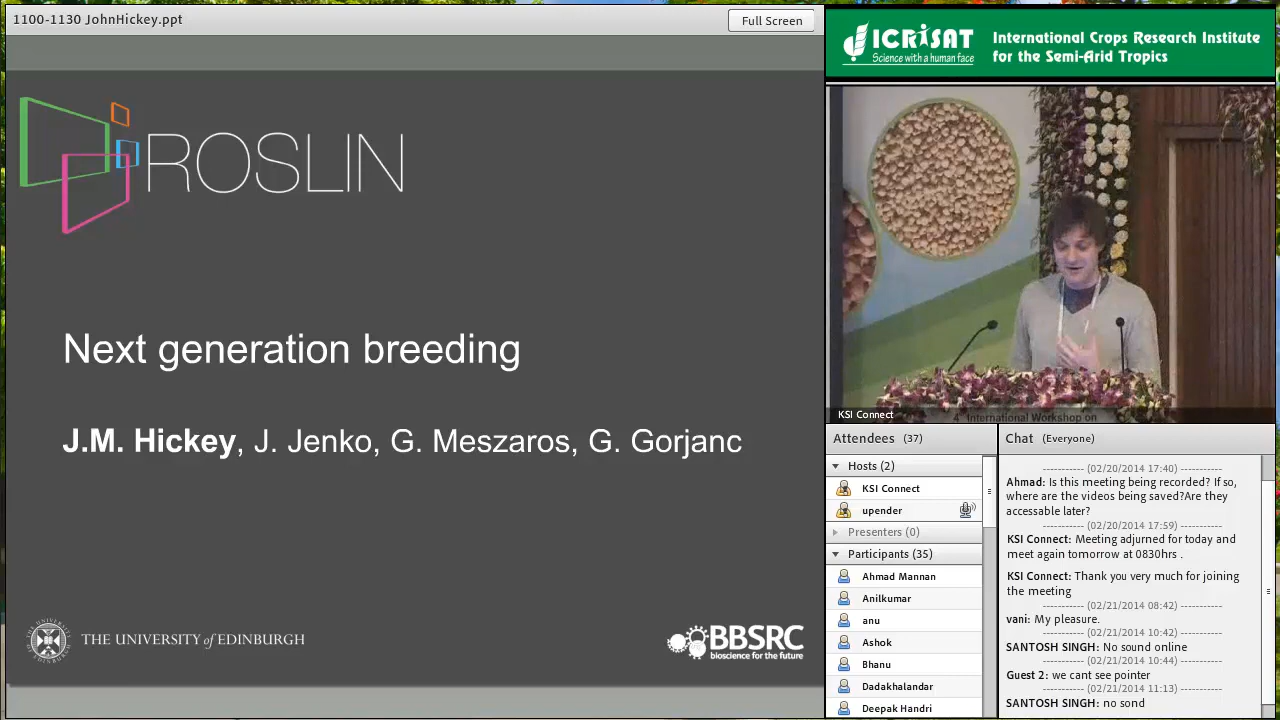 1100-1130 JohnHickey.ppt
Full Screen
ROSLIN
Next generation breeding
J.M. Hickey, J. Jenko, G. Meszaros, G. Gorjanc
THE UNIVERSITY of EDINBURGH
BBSRC
bioscience for the future
ICRISAT
Science with a human face
International Crops Research Institute
for the Semi-Arid Tropics
4th International Workshop on
KSI Connect
Attendees (37)
Hosts (2)
KSI Connect
upender
Presenters (0)
Participants (35)
Ahmad Mannan
Anilkumar
anu
Ashok
Bhanu
Dadakhalandar
Deepak Handri
Chat (Everyone)
----------- (02/20/2014 17:40) -----------
Ahmad: Is this meeting being recorded? If so,
where are the videos being saved?Are they
accessable later?
----------- (02/20/2014 17:59) -----------
KSI Connect: Meeting adjurned for today and
meet again tomorrow at 0830hrs .
KSI Connect: Thank you very much for joining
the meeting
----------- (02/21/2014 08:42) -----------
vani: My pleasure.
----------- (02/21/2014 10:42) -----------
SANTOSH SINGH: No sound online
----------- (02/21/2014 10:44) -----------
Guest 2: we cant see pointer
----------- (02/21/2014 11:13) -----------
SANTOSH SINGH: no sond